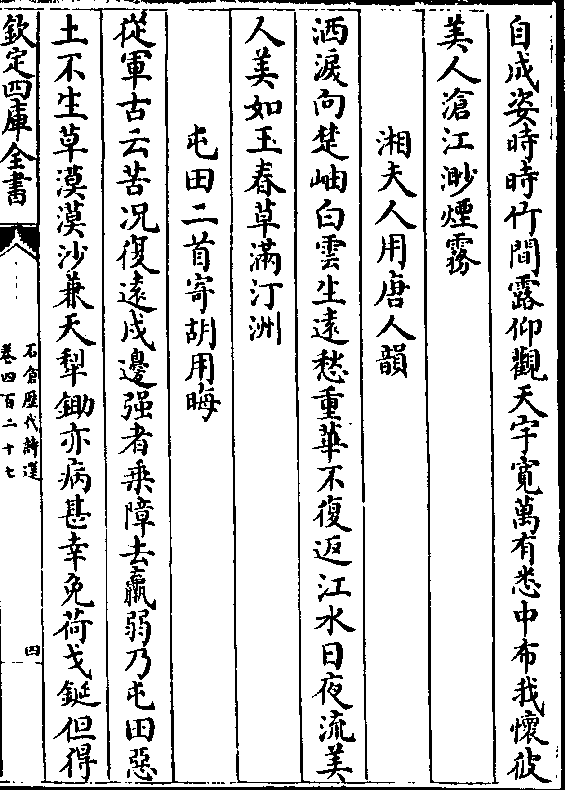 自成姿時時竹間露仰觀天宇寛萬有悉中布我懷彼
美人滄江渺煙霧
湘夫人用唐人韻
洒淚向楚岫白雲生遠愁重華不復返江水日夜流美
人美如玉春草滿汀洲
屯田二首寄胡用晦
從軍古云苦况復遠戍邊强者乗障去羸弱乃屯田惡
土不生草漠漠沙兼天犁鋤亦病甚幸免荷戈鋋但得
欽定四庫全書
石倉歴代詩選
卷四百二十七
四